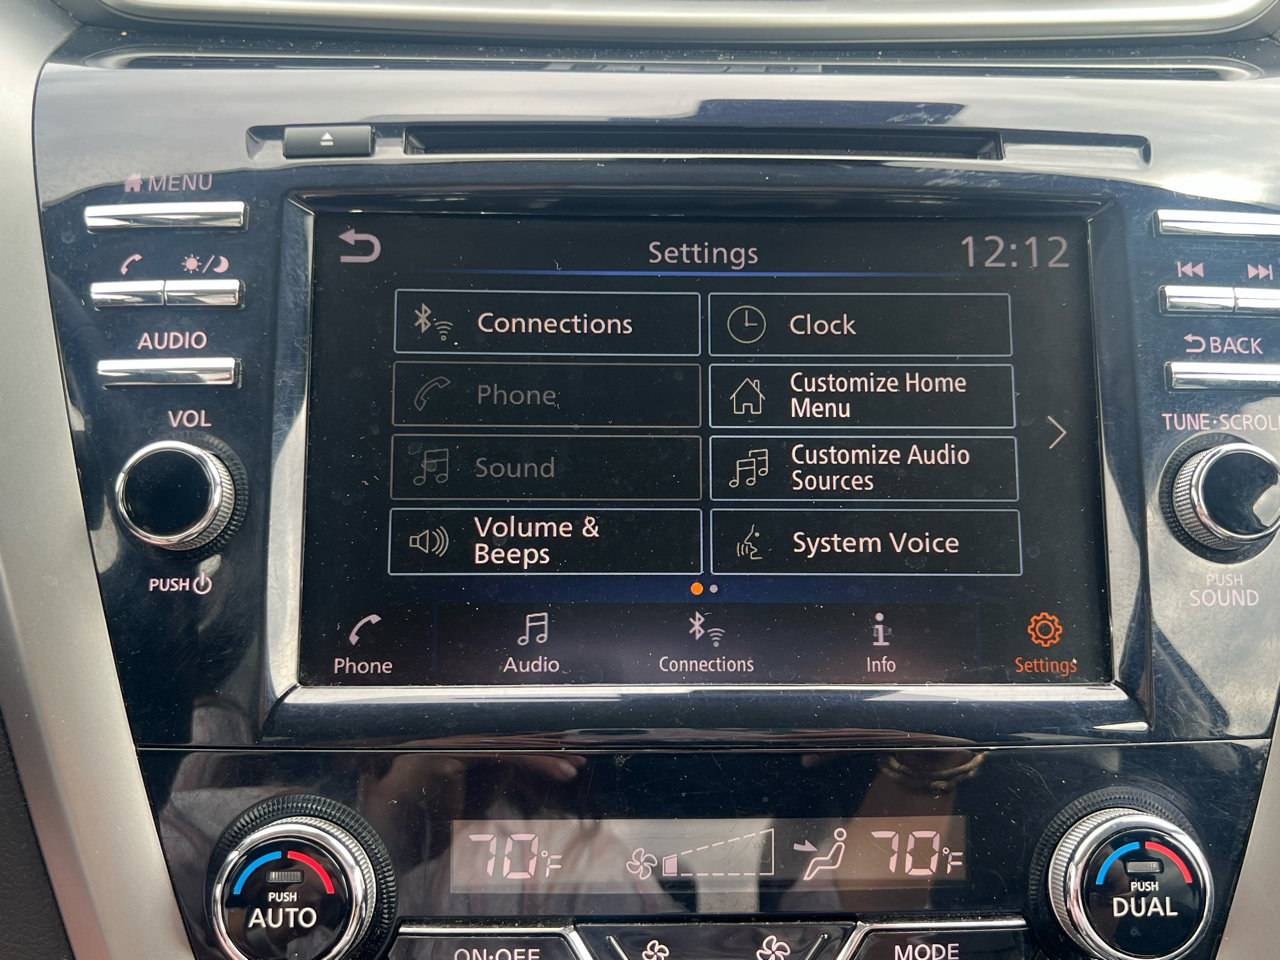 MENU
AUDIO
VOL
PUSH
Settings
12:12
Connections
Clock
Phone
Customize Home
Menu
Sound
Customize Audio
Sources
Volume &
Beeps
System Voice
Phone
Audio
Connections
Info
Settings
BACK
TUNE·SCROLL
PUSH
SOUND
70°F
70°F
PUSH
AUTO
PUSH
DUAL
ON·OFF
MODE